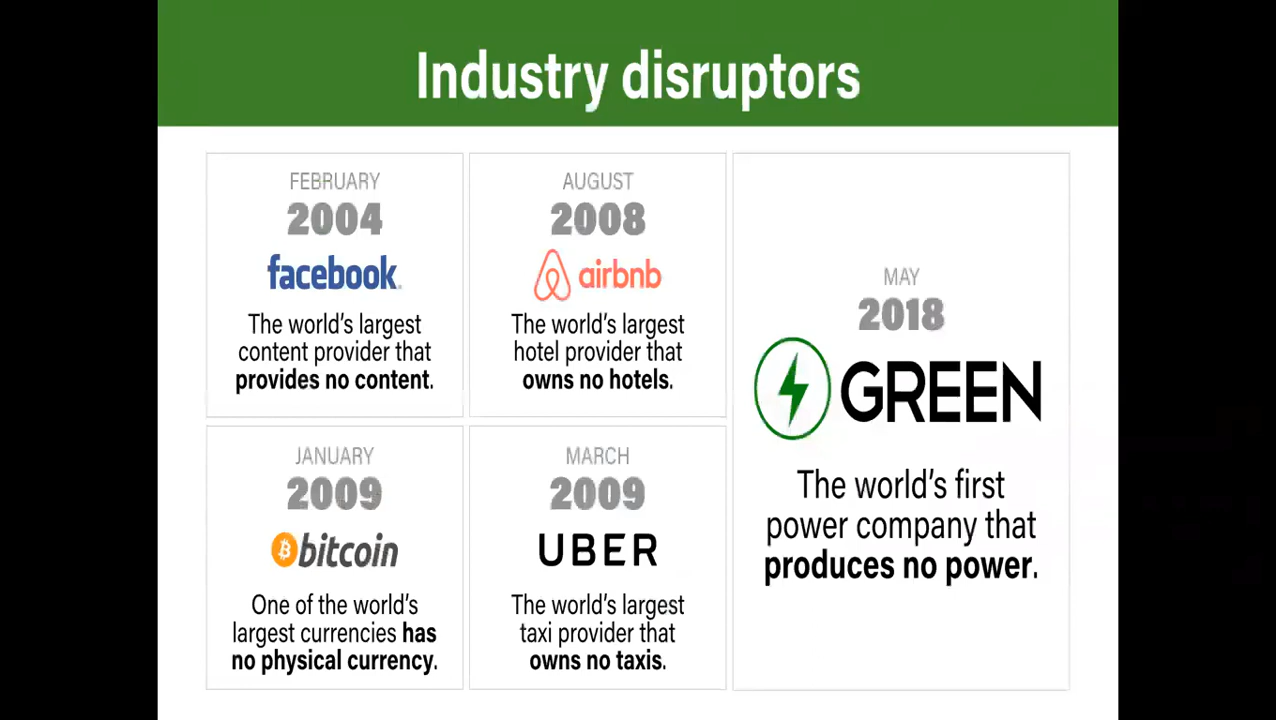 Industry disruptors
FEBRUARY
2004
facebook.
The world's largest
content provider that
provides no content.
AUGUST
2008
airbnb
The world's largest
hotel provider that
owns no hotels.
JANUARY
2009
bitcoin
One of the world's
largest currencies has
no physical currency.
MARCH
2009
UBER
The world's largest
taxi provider that
owns no taxis.
MAY
2018
GREEN
The world's first
power company that
produces no power.